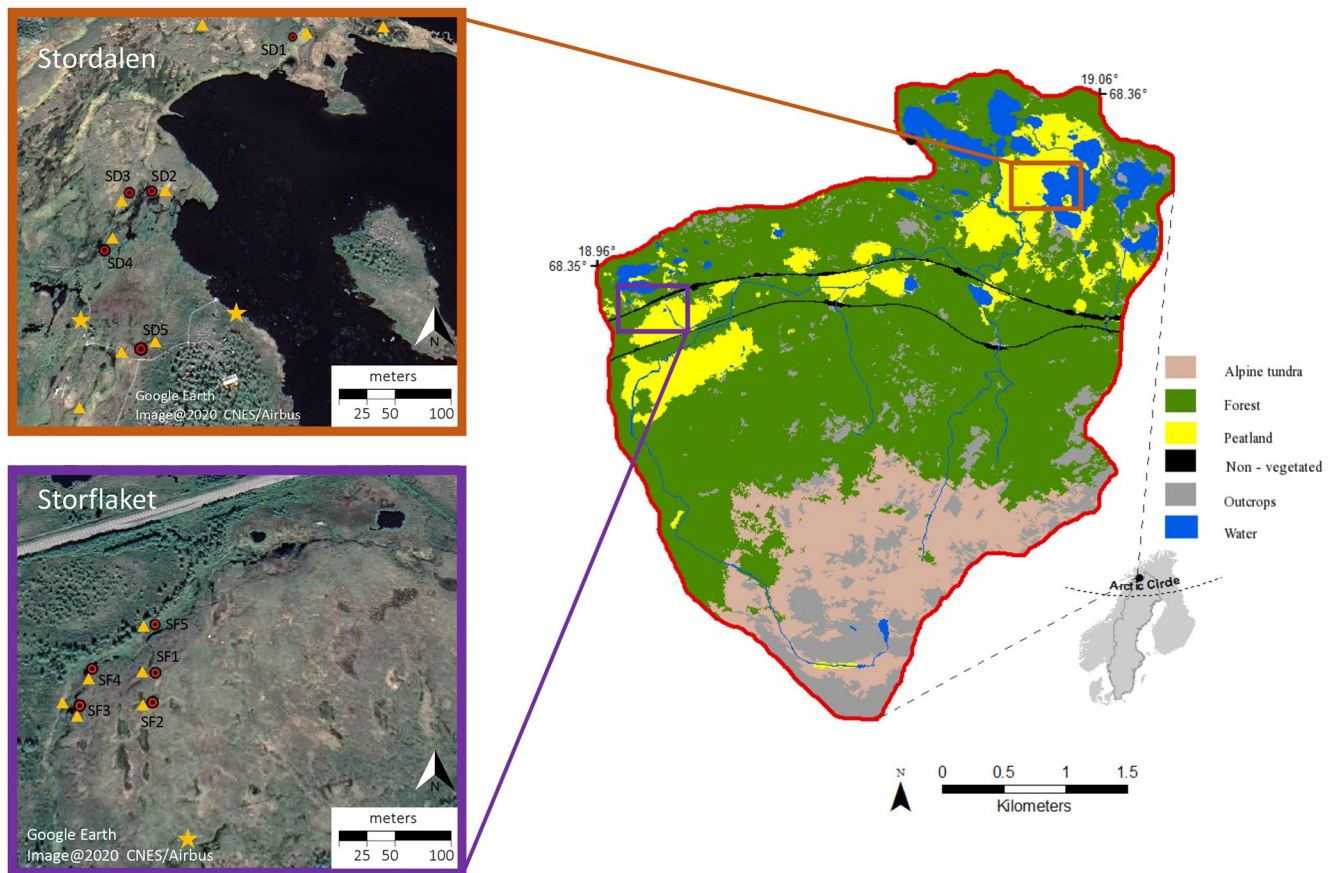 Stordalen
SD1
SD3 SD2
SD4
SD5
N
Google Earth
Image@2020 CNES/Airbus
meters
25 50 100
Storflaket
SF5
SF1
SF4
SF3
SF2
N
Google Earth
Image@2020 CNES/Airbus
meters
25 50 100
19.06°
68.36°
18.96°
68.35°
Alpine tundra
Forest
Peatland
Non - vegetated
Outcrops
Water
Arctic Circle
N
0 0.5 1 1.5
Kilometers